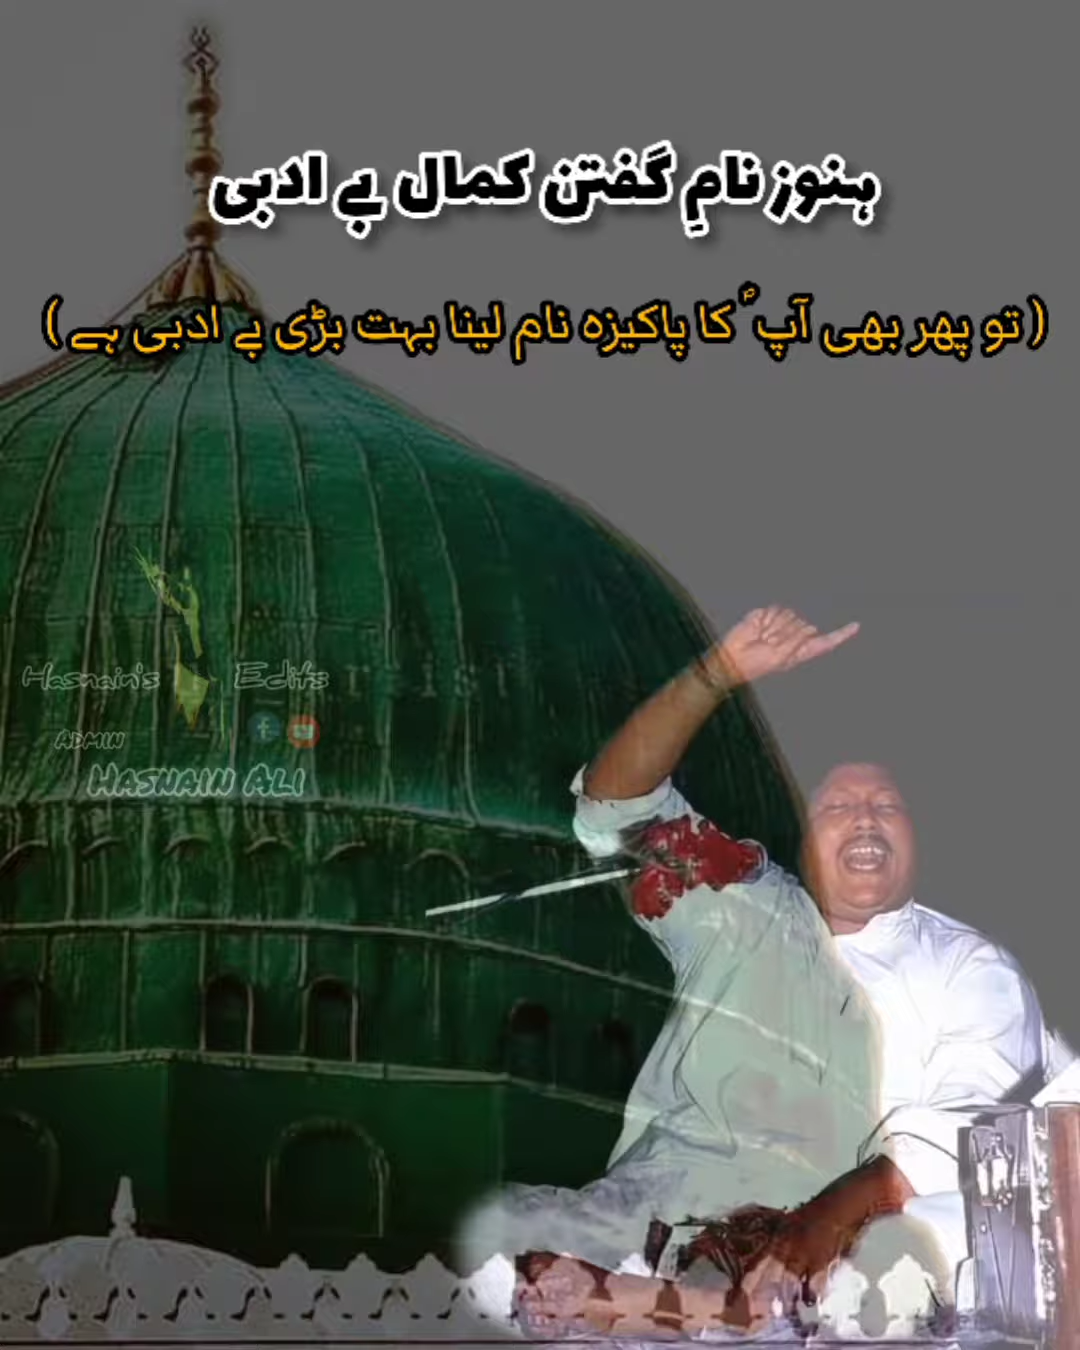 ہنوز نامِ گفتن کمال بے ادبی
( تو پھر بھی آپ ؐ کا پاکیزہ نام لینا بہت بڑی بے ادبی ہے )
Hasnain's Edits
ADMIN
HASNAIN ALI